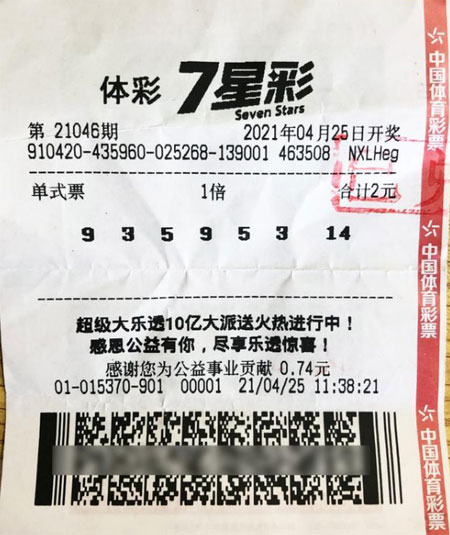 体彩 7星彩
Seven Stars
第 21046期 2021年04月25日开奖
910420-435960-025268-139001 463508 NXLHeg
单式票 1倍 合计2元
9 3 5 9 5 3 14
超级大乐透10亿大派送火热进行中！
感恩公益有你，尽享乐透惊喜！
感谢您为公益事业贡献 0.74元
01-015370-901 00001 21/04/25 11:38:21
中国体育彩票
中国体育彩票
中国体育彩票